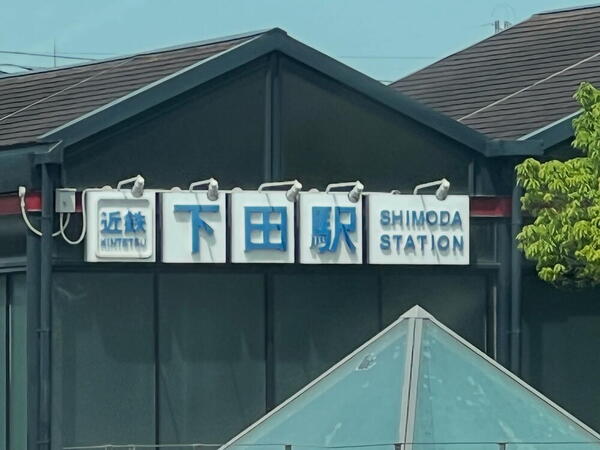 近鉄
KINTETSU
下田駅
SHIMODA
STATION